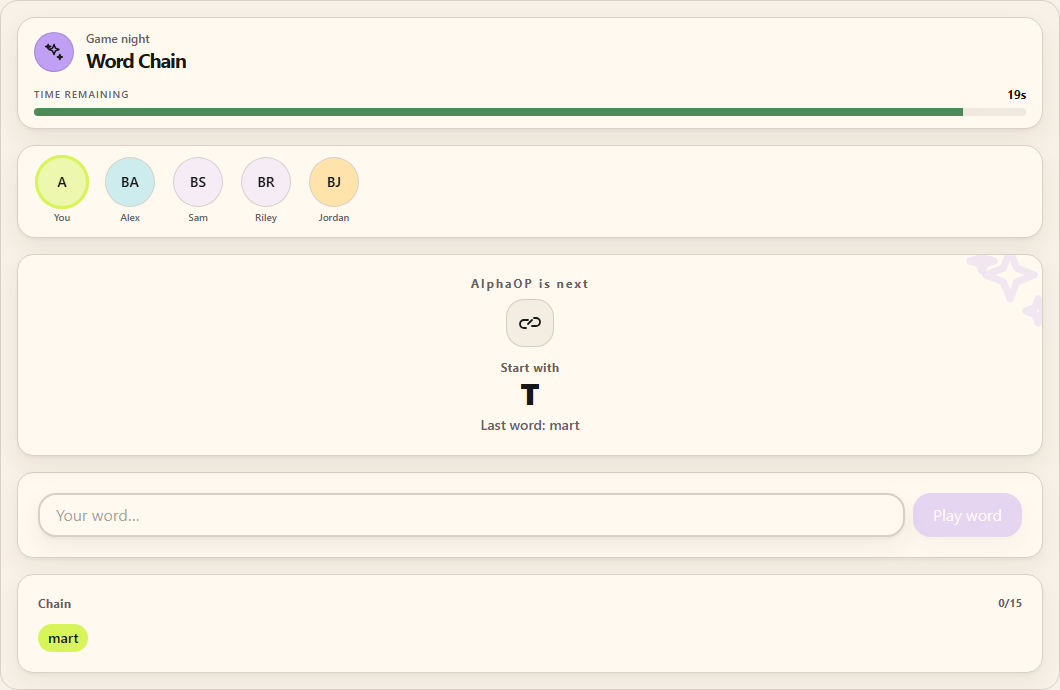 Game night
Word Chain
TIME REMAINING
19s
A
BA
BS
BR
BJ
You
Alex
Sam
Riley
Jordan
AlphaOP is next
Start with
T
Last word: mart
Your word...
Play word
Chain
0/15
mart